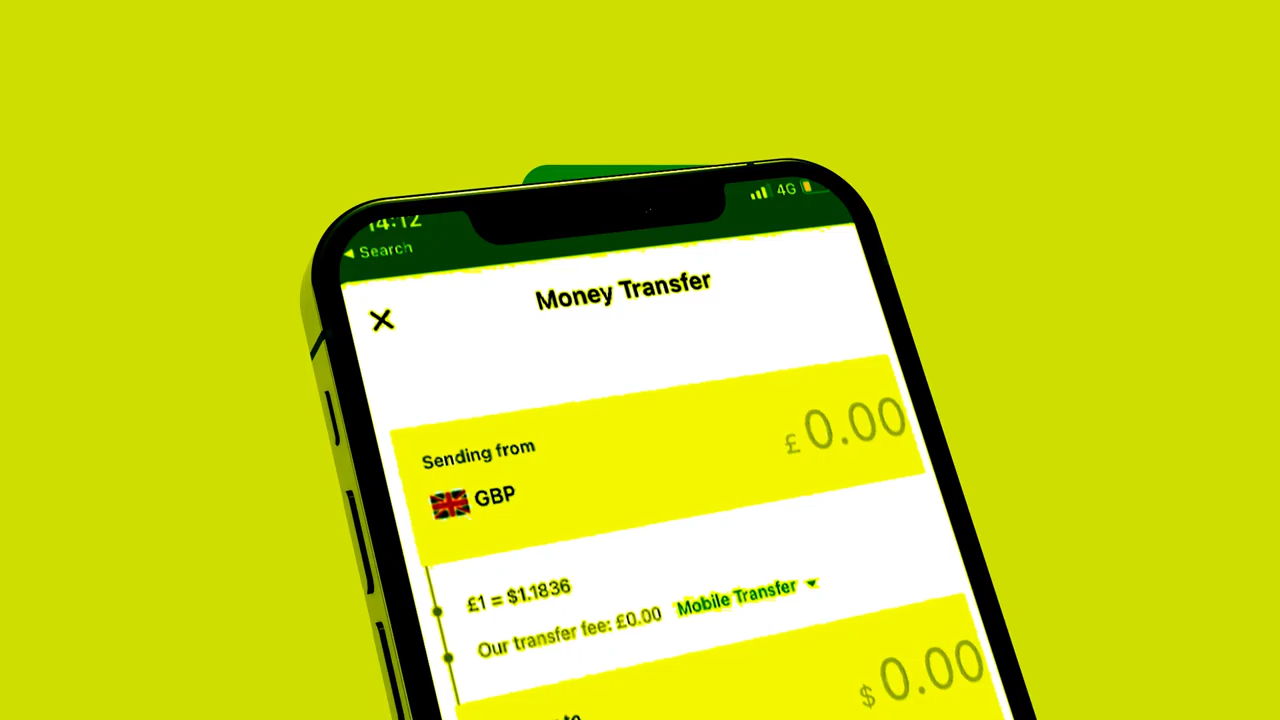 14:12
4G
Search
Money Transfer
Sending from
£0.00
GBP
£1 = $1.1836
Our transfer fee: £0.00 Mobile Transfer
$0.00